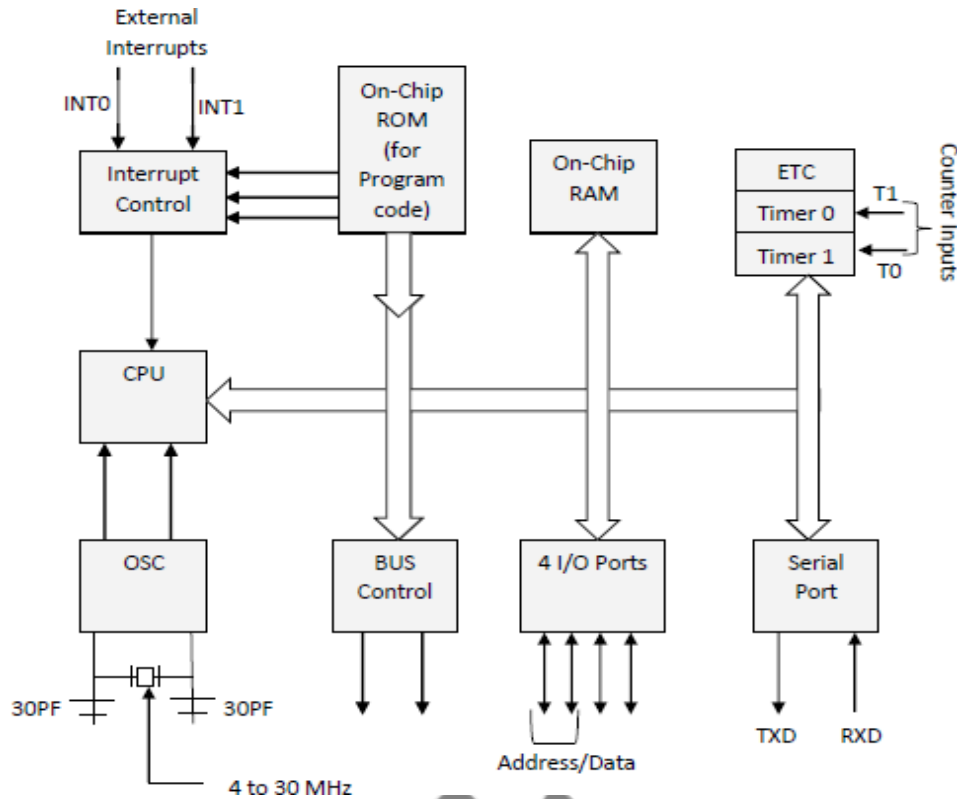 External
Interrupts
INT0
INT1
Interrupt
Control
On-Chip
ROM
(for
Program
code)
On-Chip
RAM
ETC
Timer 0
Timer 1
T1
T0
Counter Inputs
CPU
OSC
BUS
Control
4 I/O Ports
Serial
Port
30PF
30PF
4 to 30 MHz
Address/Data
TXD
RXD